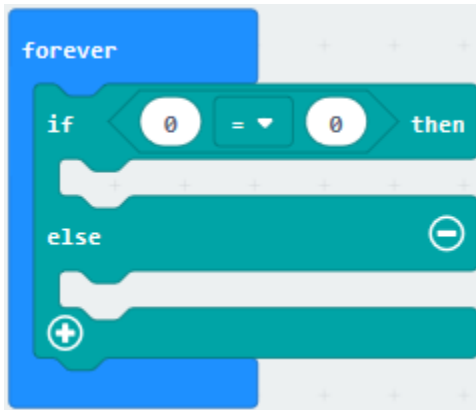 forever
if 0 = 0 then
else